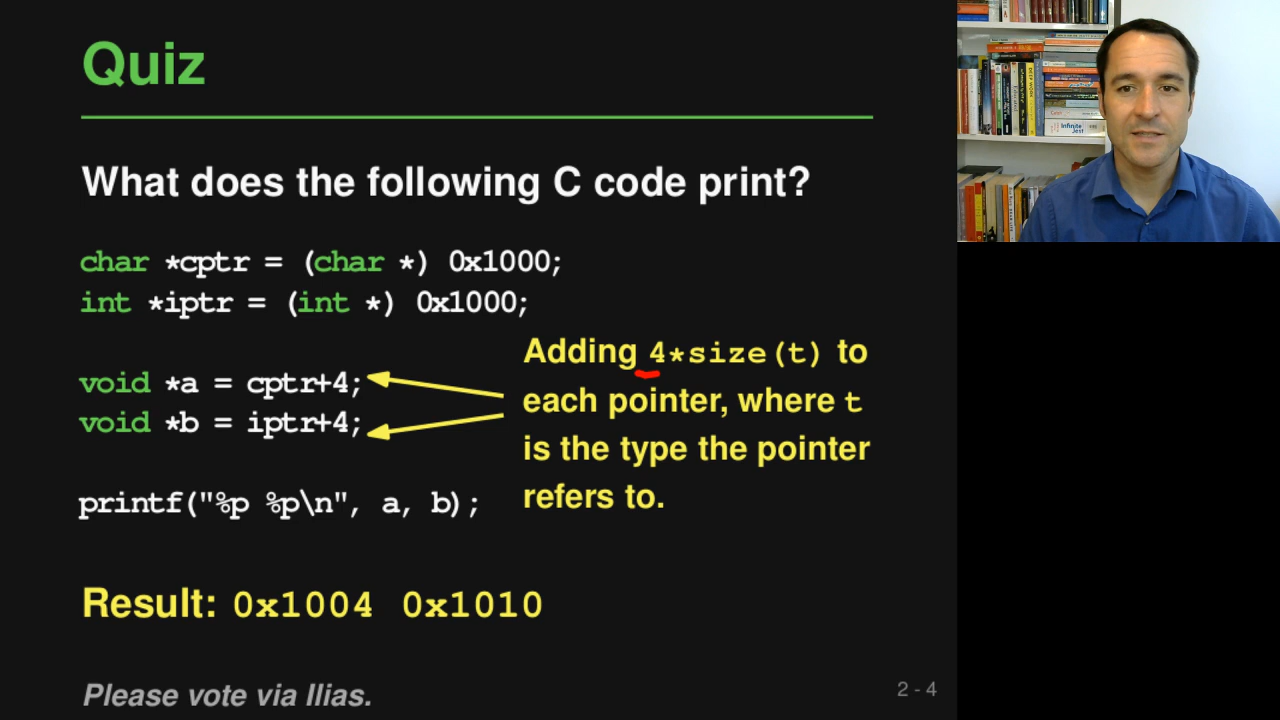 Quiz
What does the following C code print?
char *cptr = (char *) 0x1000;
int *iptr = (int *) 0x1000;
void *a = cptr+4;
void *b = iptr+4;
Adding 4*size(t) to
each pointer, where t
is the type the pointer
refers to.
printf("%p %p\n", a, b);
Result: 0x1004 0x1010
Please vote via Ilias.
2 - 4
Infinite
Jest